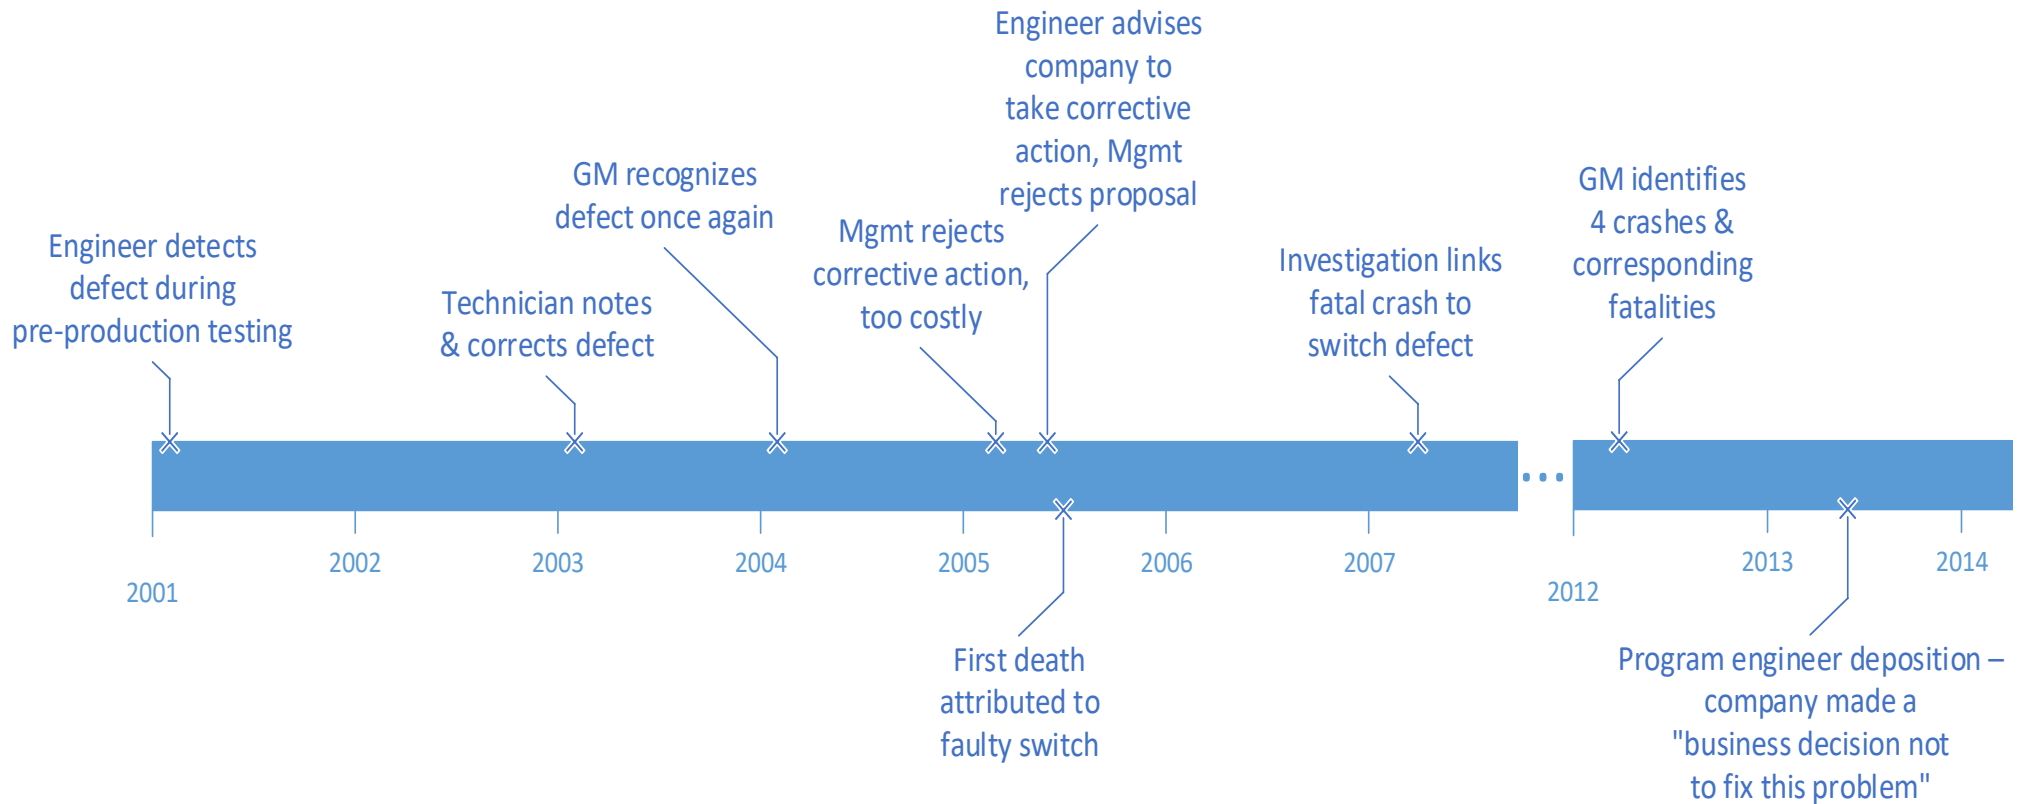 Engineer detects
defect during
pre-production testing
Technician notes
& corrects defect
GM recognizes
defect once again
Mgmt rejects
corrective action,
too costly
Engineer advises
company to
take corrective
action, Mgmt
rejects proposal
Investigation links
fatal crash to
switch defect
GM identifies
4 crashes &
corresponding
fatalities
2001
2002
2003
2004
2005
2006
2007
2012
2013
2014
First death
attributed to
faulty switch
Program engineer deposition –
company made a
"business decision not
to fix this problem"